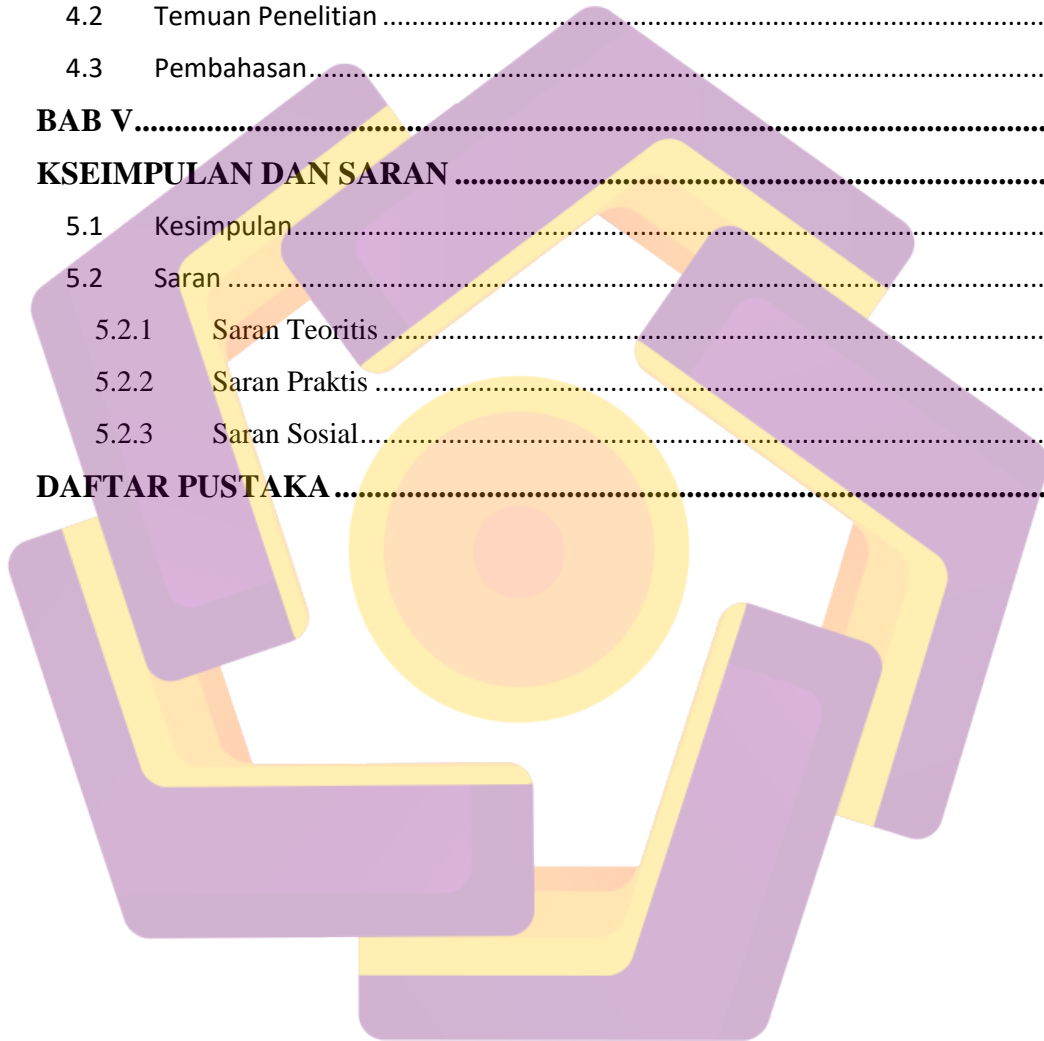 4.2 Temuan Penelitian ................................................................................
4.3 Pembahasan................................................................................
BAB V................................................................................
KSEIMPULAN DAN SARAN ................................................................................
5.1 Kesimpulan................................................................................
5.2 Saran ................................................................................
5.2.1 Saran Teoritis ................................................................................
5.2.2 Saran Praktis ................................................................................
5.2.3 Saran Sosial................................................................................
DAFTAR PUSTAKA ................................................................................